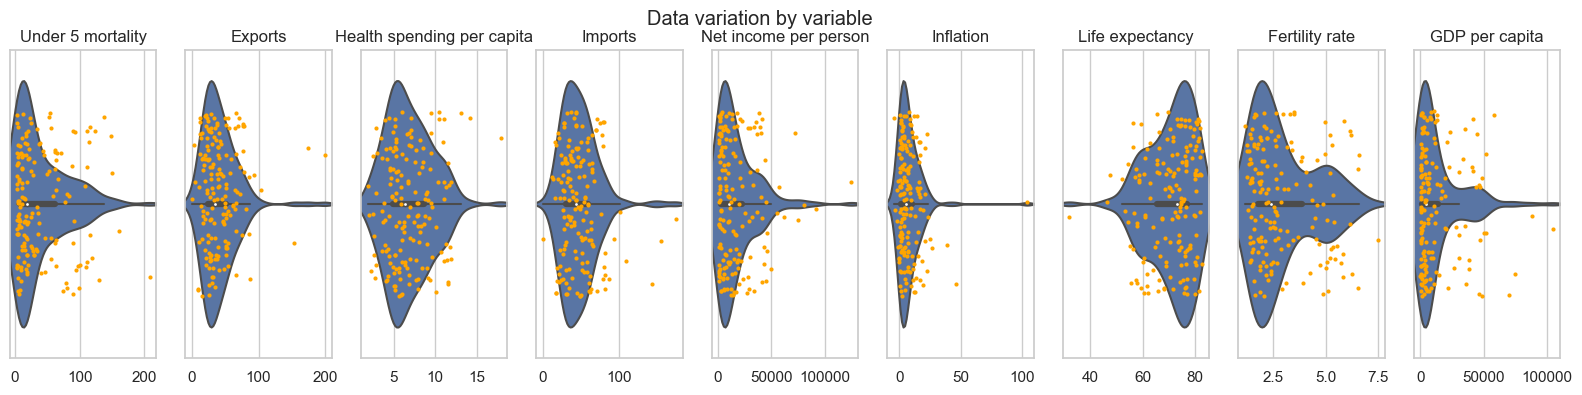 Data variation by variable
Under 5 mortality Exports Health spending per capita Imports Net income per person Inflation Life expectancy Fertility rate GDP per capita
0 100 200 0 100 200 5 10 15 0 100 0 50000 100000 0 50 100 40 60 80 2.5 5.0 7.5 0 50000 100000